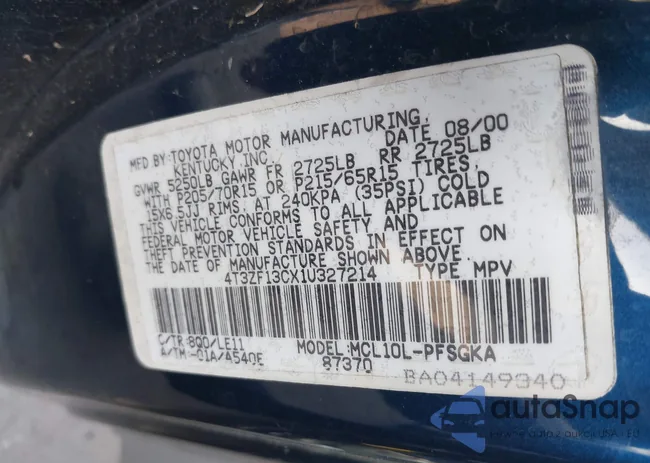 MFD BY TOYOTA MOTOR MANUFACTURING,
KENTUCKY INC. DATE 08/00
GVWR 5250LB GAWR FR 2725LB RR 2725LB
WITH P205/70R15 OR P215/65R15 TIRES,
15X6.5JJ RIMS, AT 240KPA (35PSI) COLD
THIS VEHICLE CONFORMS TO ALL APPLICABLE
FEDERAL MOTOR VEHICLE SAFETY AND
THEFT PREVENTION STANDARDS IN EFFECT ON
THE DATE OF MANUFACTURE SHOWN ABOVE.
4T3ZF13CX1U327214 TYPE MPV
C/TR:8Q0/LE11 MODEL:MCL10L-PFSGKA
A/TM:-01A/A540E 87370
BA04149340
autaSnap